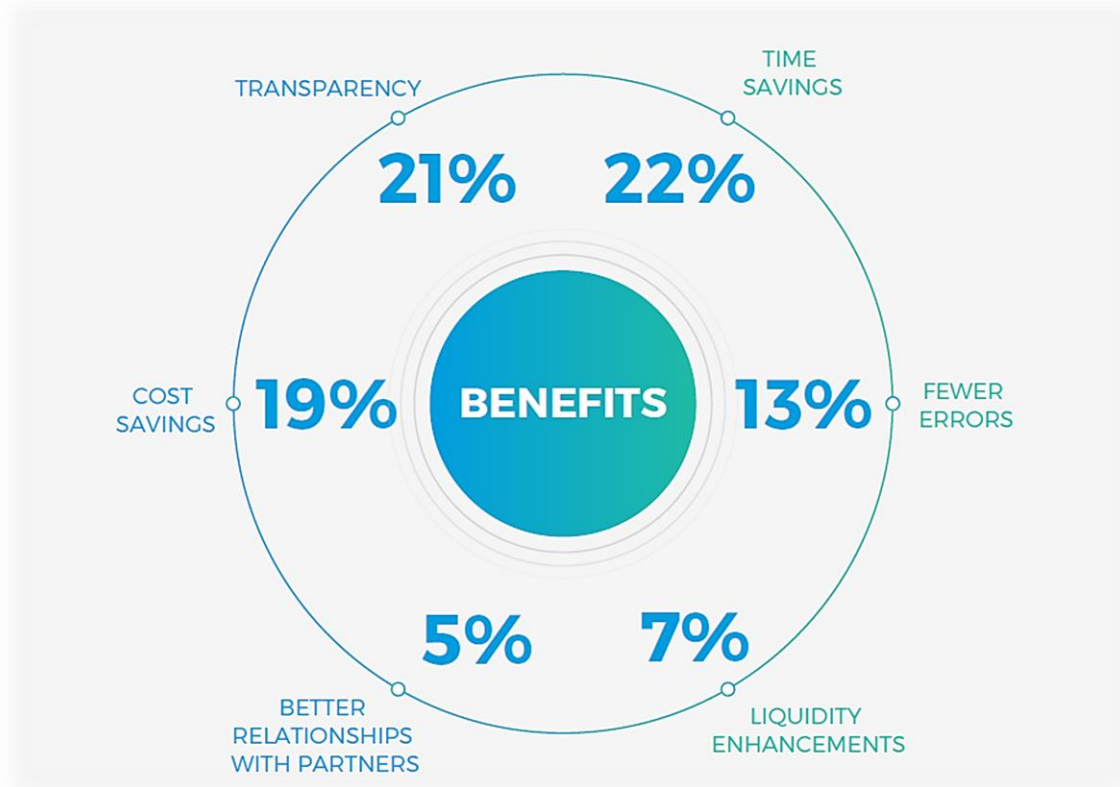 TRANSPARENCY
TIME
SAVINGS
21%
22%
COST
SAVINGS
19%
BENEFITS
13%
FEWER
ERRORS
5%
7%
BETTER
RELATIONSHIPS
WITH PARTNERS
LIQUIDITY
ENHANCEMENTS